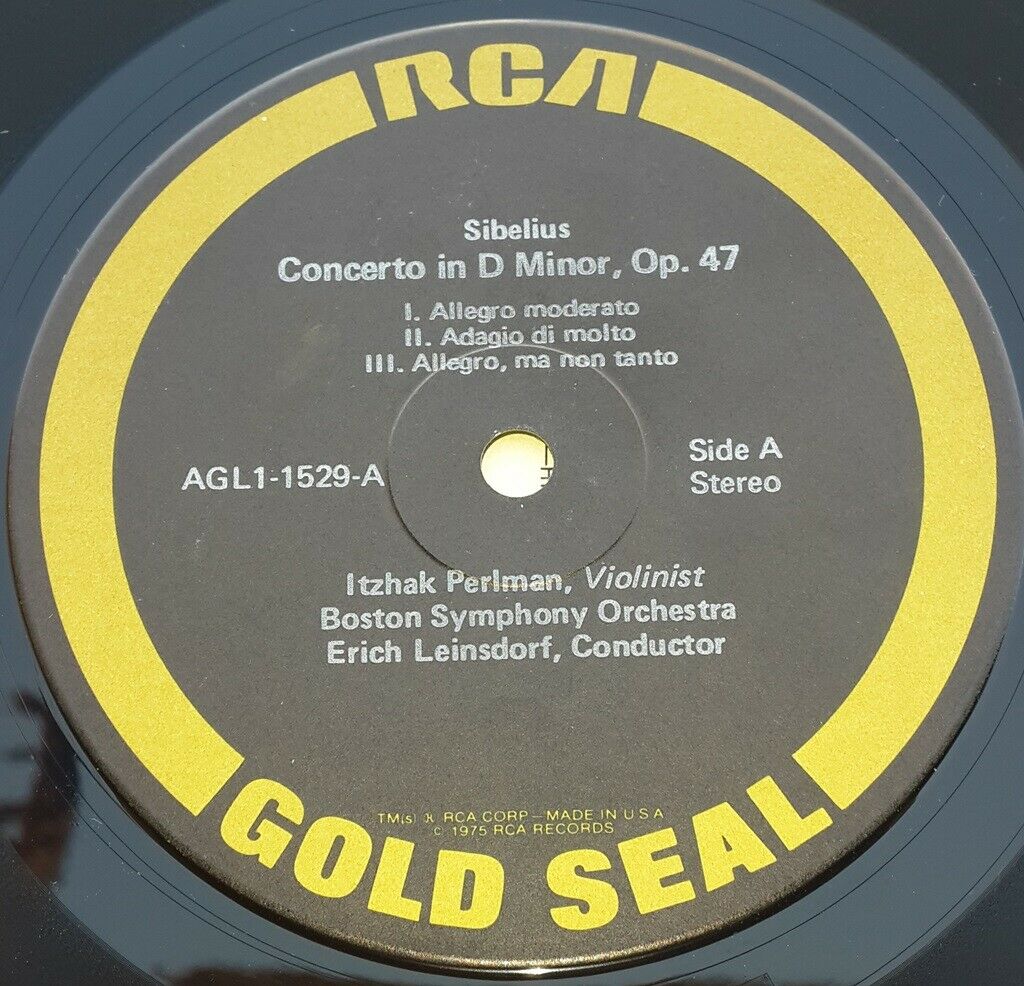 RCA
Sibelius
Concerto in D Minor, Op. 47
I. Allegro moderato
II. Adagio di molto
III. Allegro, ma non tanto
AGL1-1529-A
Side A
Stereo
Itzhak Perlman, Violinist
Boston Symphony Orchestra
Erich Leinsdorf, Conductor
TM(s) ® RCA CORP—MADE IN U S A
© 1975 RCA RECORDS
GOLD SEAL